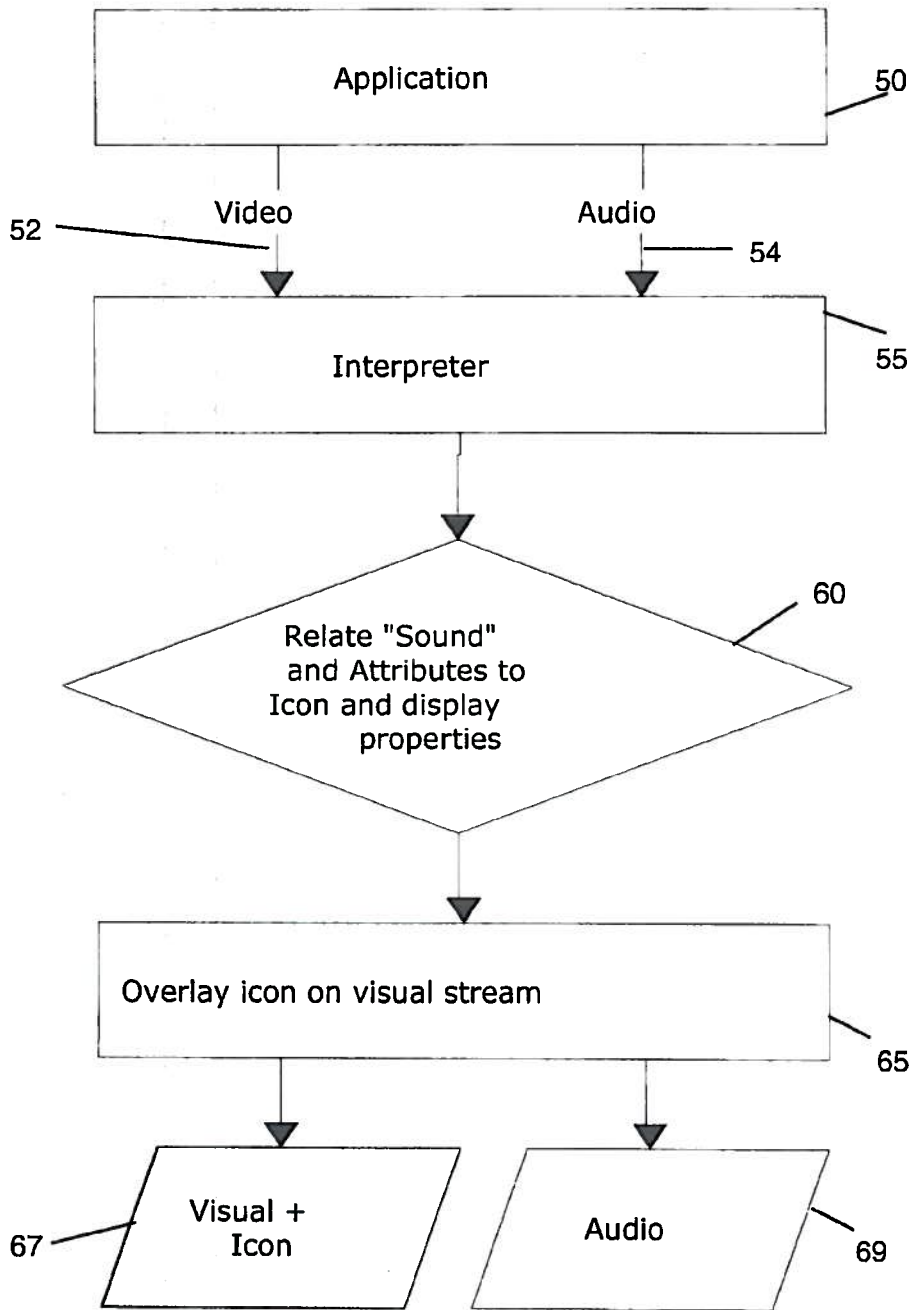 Application
50
Video
Audio
52
54
Interpreter
55
60
Relate "Sound"
and Attributes to
Icon and display
properties
Overlay icon on visual stream
65
Visual +
Icon
Audio
67
69